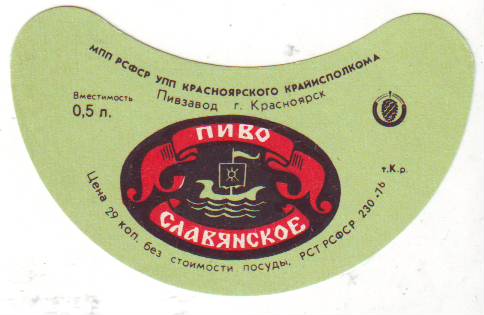 МПП РСФСР УПП КРАСНОЯРСКОГО КРАЙИСПОЛКОМА
Пивзавод г. Красноярск
Вместимость
0,5 л.
ПИВО
СЛАВЯНСКОЕ
т.К.р.
Цена 29 коп. без стоимости посуды. РСТ РСФСР 230-76